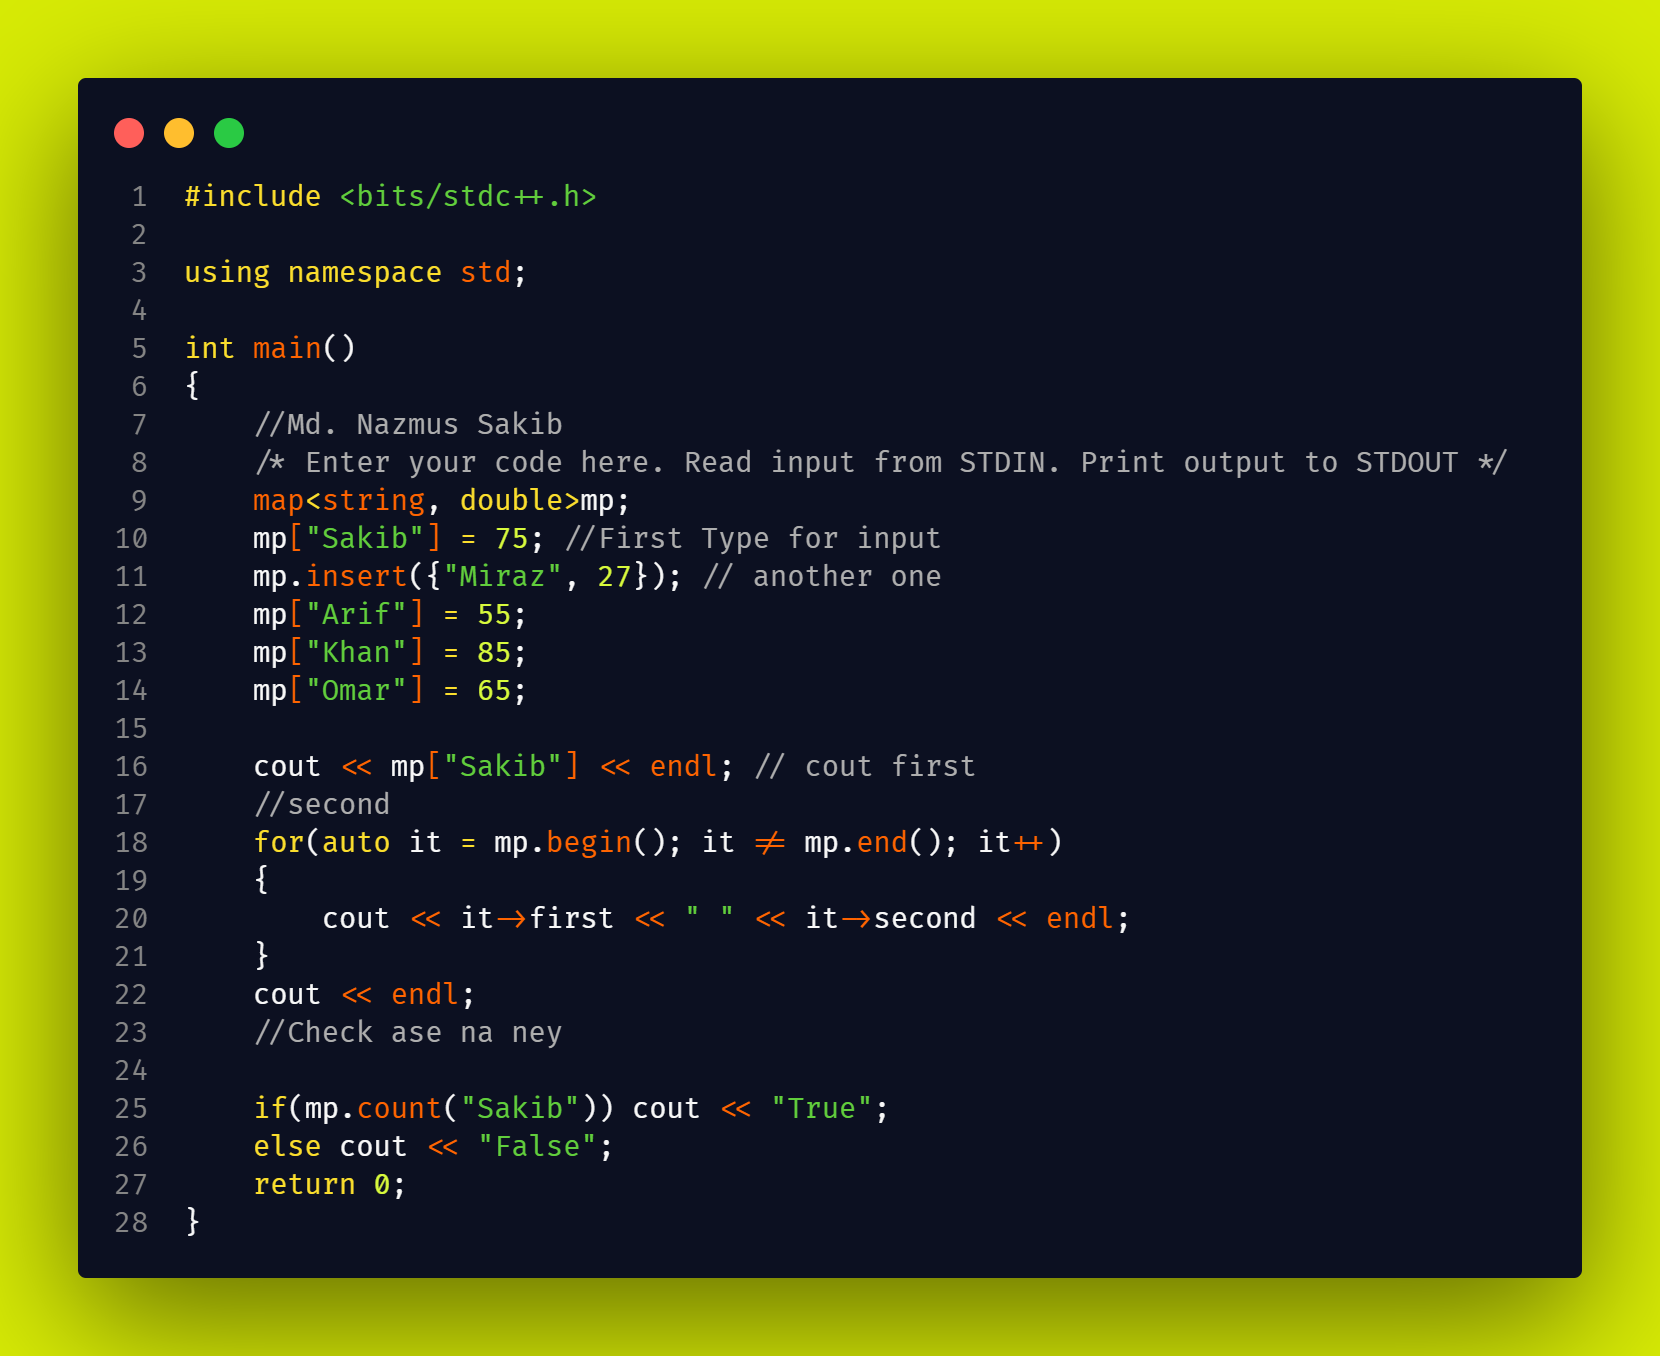 1 #include <bits/stdc++.h>
2
3 using namespace std;
4
5 int main()
6 {
7     //Md. Nazmus Sakib
8     /* Enter your code here. Read input from STDIN. Print output to STDOUT */
9     map<string, double>mp;
10     mp["Sakib"] = 75; //First Type for input
11     mp.insert({"Miraz", 27}); // another one
12     mp["Arif"] = 55;
13     mp["Khan"] = 85;
14     mp["Omar"] = 65;
15
16     cout << mp["Sakib"] << endl; // cout first
17     //second
18     for(auto it = mp.begin(); it != mp.end(); it++)
19     {
20         cout << it->first << " " << it->second << endl;
21     }
22     cout << endl;
23     //Check ase na ney
24
25     if(mp.count("Sakib")) cout << "True";
26     else cout << "False";
27     return 0;
28 }